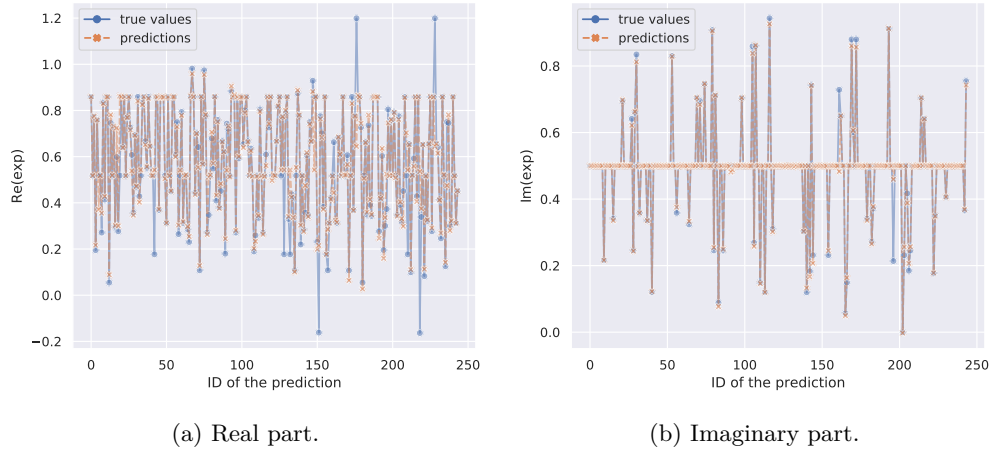 true values
predictions
1.2
1.0
0.8
0.6
0.4
0.2
0.0
−0.2
Re(exp)
0
50
100
150
200
250
ID of the prediction
(a) Real part.
true values
predictions
0.8
0.6
0.4
0.2
0.0
Im(exp)
0
50
100
150
200
250
ID of the prediction
(b) Imaginary part.